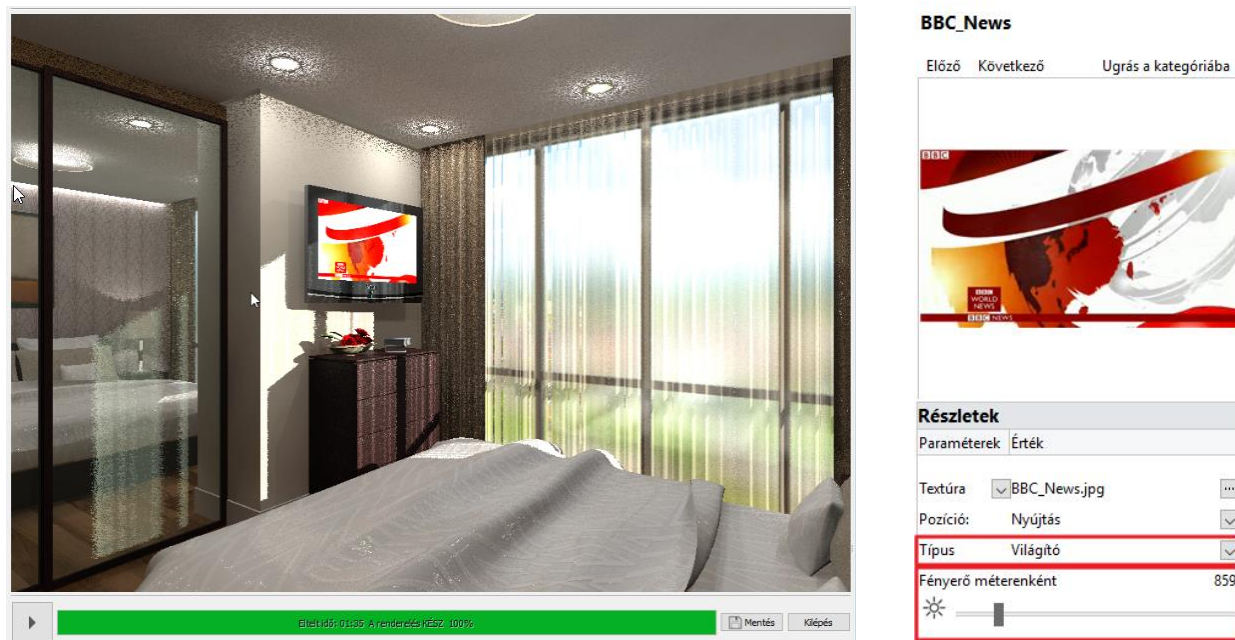 BBC_News
Előző Következő Ugrás a kategóriába
BBC
BBC
WORLD
NEWS
BBC NEWS
Részletek
Paraméterek Érték
Textúra BBC_News.jpg ...
Pozíció: Nyújtás
Típus Világító
Fényerő méterenként 859
Eltelt idő: 01:35 A renderelés KÉSZ 100%
Mentés Kilépés